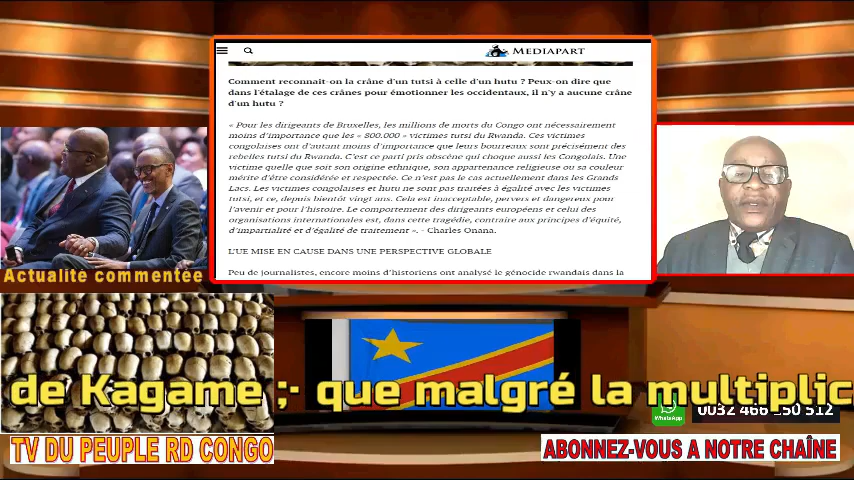 MEDIAPART
Comment reconnaît-on la crâne d'un tutsi à celle d'un hutu ? Peux-on dire que
dans l'étalage de ces crânes pour émotionner les occidentaux, il n'y a aucune crâne
d'un hutu ?
« Pour les dirigeants de Bruxelles, les millions de morts du Congo ont nécessairement
moins d'importance que les « 800.000 » victimes tutsi du Rwanda. Ces victimes
congolaises ont d'autant moins d'importance que leurs bourreaux sont précisément des
rebelles tutsi du Rwanda. C'est ce parti pris obscène qui choque aussi les Congolais. Une
victime quelle que soit son origine ethnique, son appartenance religieuse ou sa couleur
mérite d'être considérée et respectée. Ce n'est pas le cas actuellement dans les Grands
Lacs. Les victimes congolaises et hutu ne sont pas traitées à égalité avec les victimes
tutsi, et ce, depuis bientôt vingt ans. Cela est inacceptable, pervers et dangereux pour
l'avenir et pour l'histoire. Le comportement des dirigeants européens et celui des
organisations internationales est, dans cette tragédie, contraire aux principes d'équité,
d'impartialité et d'égalité de traitement ». - Charles Onana.
L'UE MISE EN CAUSE DANS UNE PERSPECTIVE GLOBALE
Peu de journalistes, encore moins d'historiens ont analysé le génocide rwandais dans la
Actualité commentée
de Kagame ;· que malgré la multiplic
WhatsApp
0032 466 250 512
TV DU PEUPLE RD CONGO
ABONNEZ-VOUS A NOTRE CHAÎNE